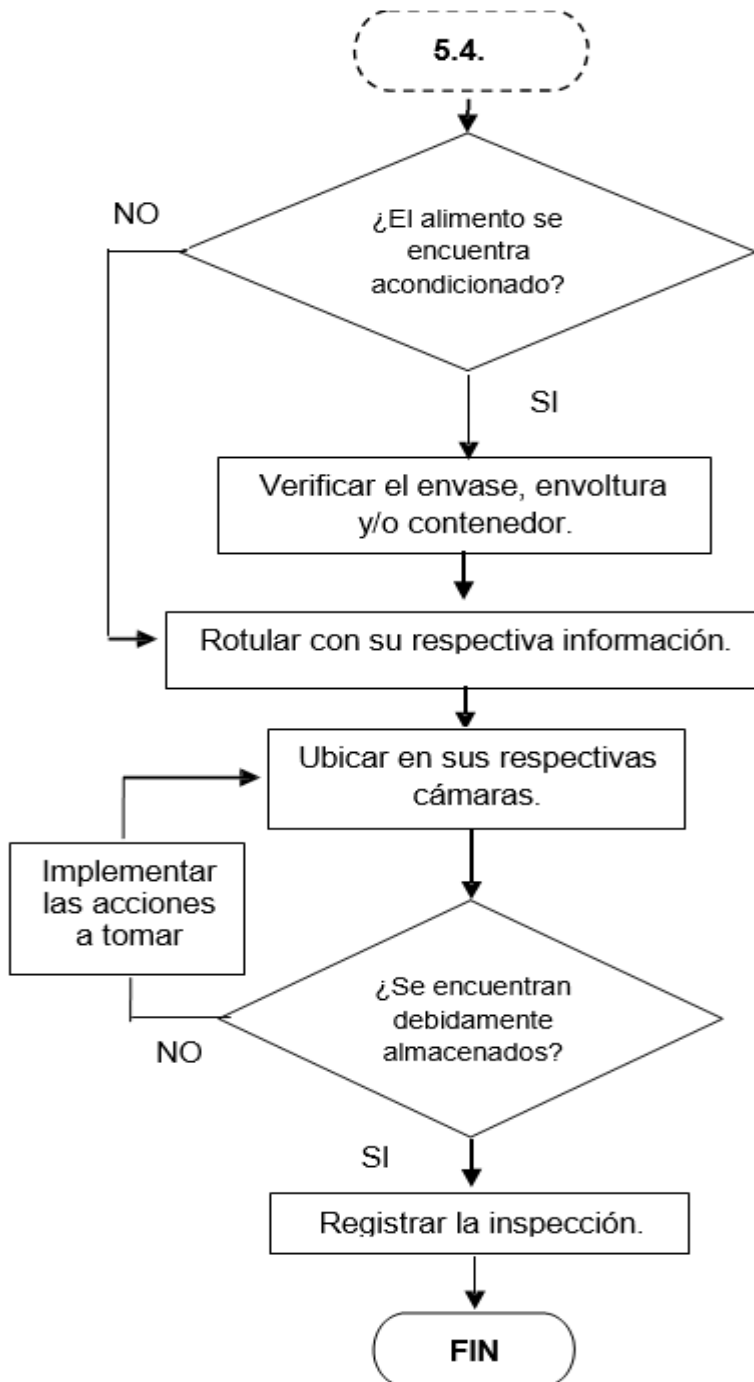 5.4.
NO
¿El alimento se
encuentra
acondicionado?
SI
Verificar el envase, envoltura
y/o contenedor.
Rotular con su respectiva información.
Ubicar en sus respectivas
cámaras.
Implementar
las acciones
a tomar
¿Se encuentran
debidamente
almacenados?
NO
SI
Registrar la inspección.
FIN